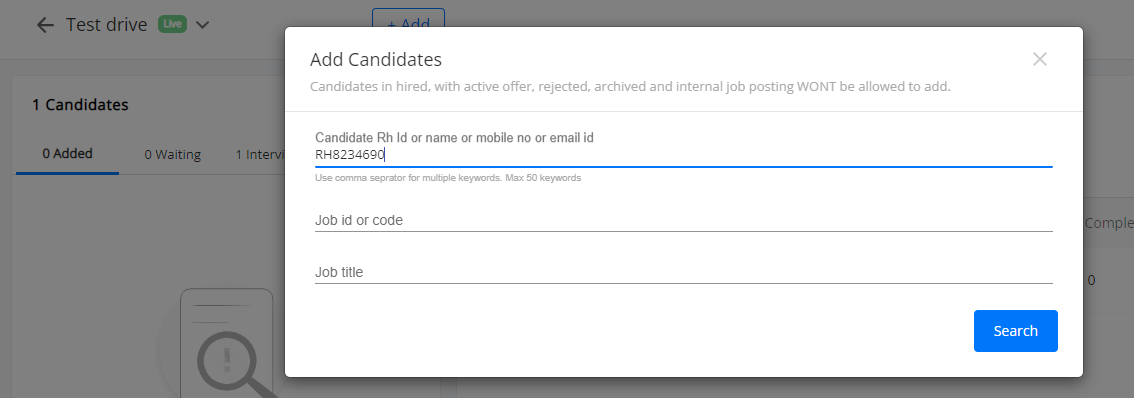 Test drive Live
+ Add
Add Candidates
Candidates in hired, with active offer, rejected, archived and internal job posting WONT be allowed to add.
1 Candidates
0 Added 0 Waiting 1 Intervi
Candidate Rh Id or name or mobile no or email id
RH8234690
Use comma seprator for multiple keywords. Max 50 keywords
Job id or code
Comple
Job title
0
Search